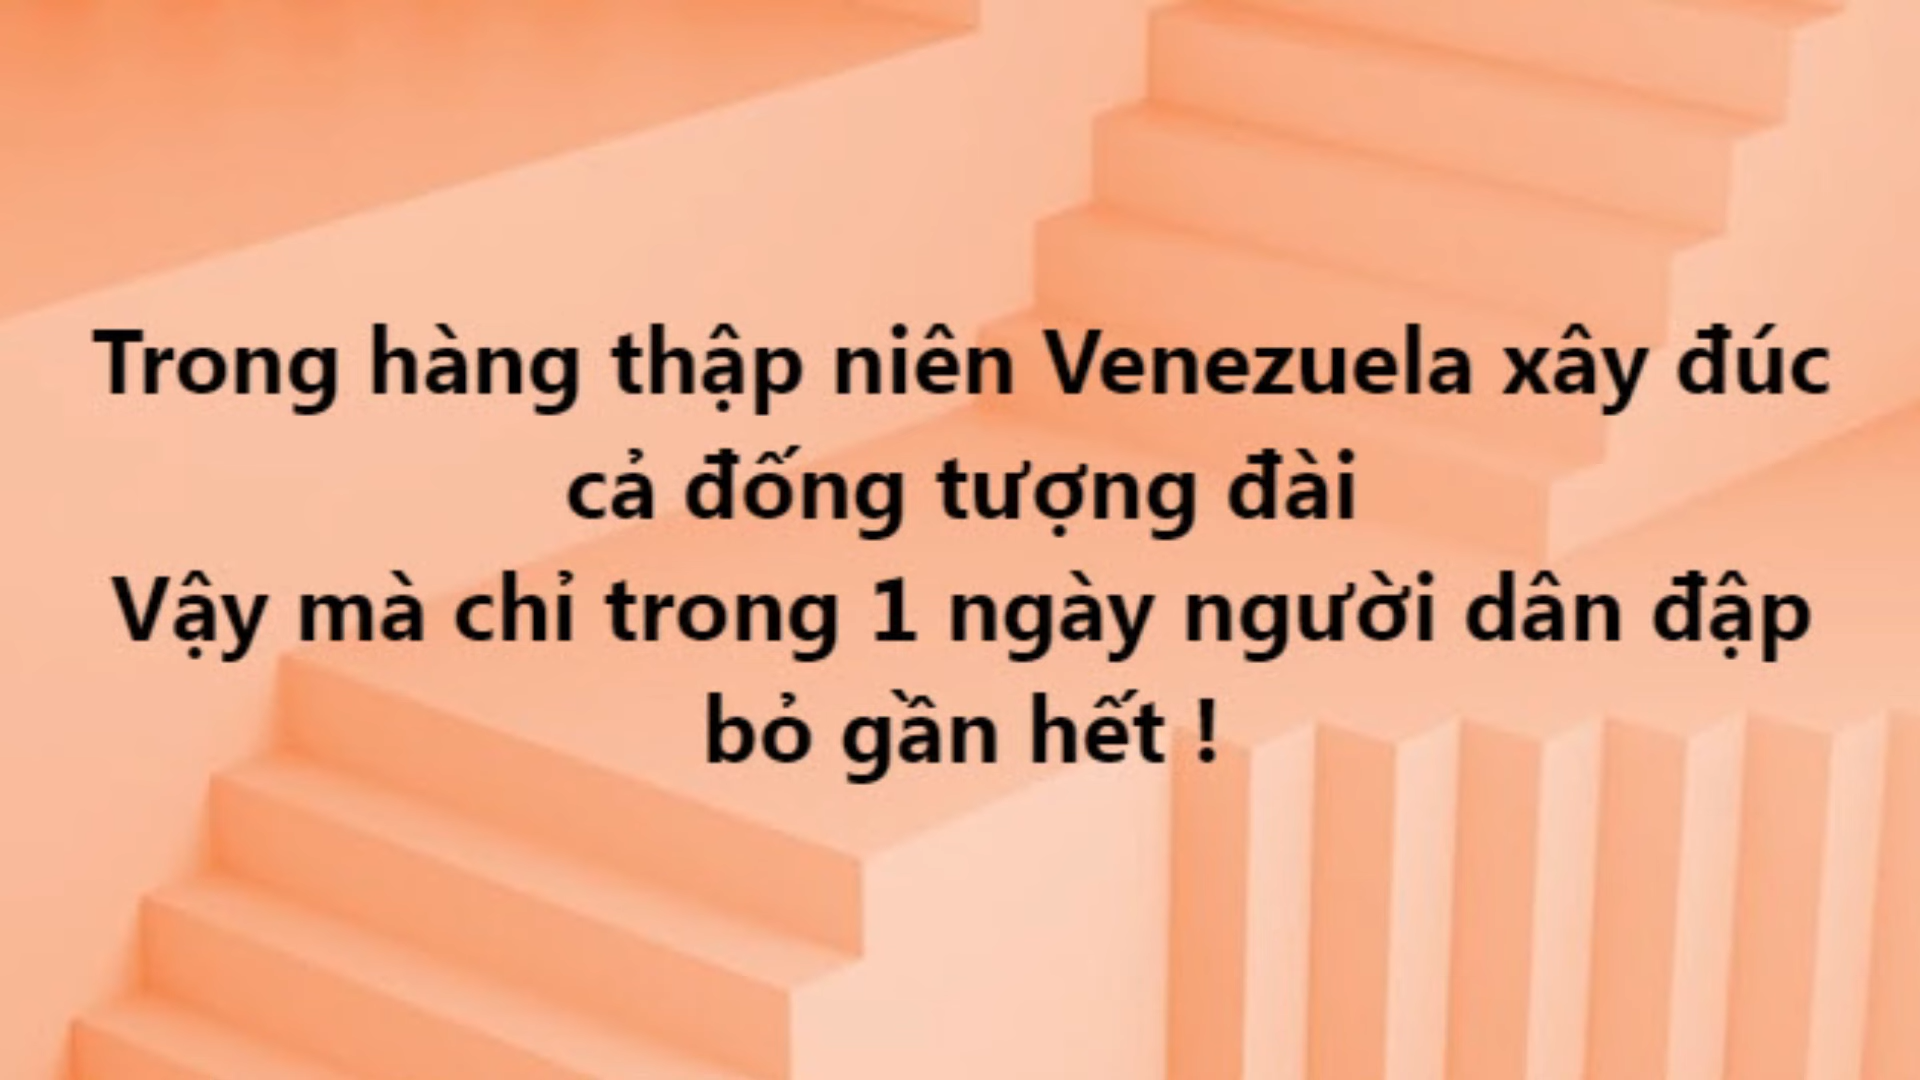 Trong hàng thập niên Venezuela xây đúc
cả đống tượng đài
Vậy mà chỉ trong 1 ngày người dân đập
bỏ gần hết !